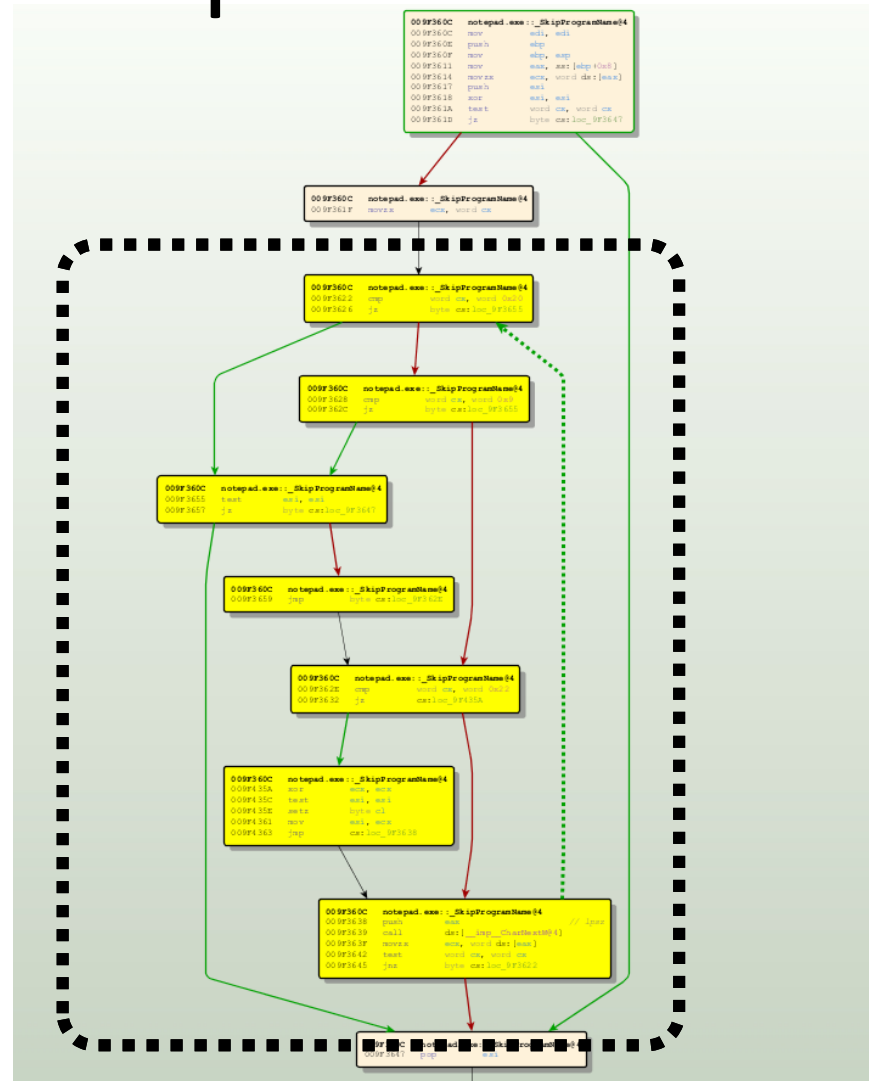 009F360C notepad.exe::_SkipProgramName@4
009F360C mov edi, edi
009F360E push ebp
009F360F mov ebp, esp
009F3611 mov eax, ss:[ebp+0x8]
009F3614 movzx ecx, word ds:[eax]
009F3617 push esi
009F3618 xor esi, esi
009F361A test word cx, word cx
009F361D jz byte cs:loc_9F3647
009F360C notepad.exe::_SkipProgramName@4
009F361F movzx ecx, word cx
009F360C notepad.exe::_SkipProgramName@4
009F3622 cmp word cx, word 0x20
009F3626 jz byte cs:loc_9F3655
009F360C notepad.exe::_SkipProgramName@4
009F3628 cmp word cx, word 0x9
009F362C jz byte cs:loc_9F3655
009F360C notepad.exe::_SkipProgramName@4
009F3655 test esi, esi
009F3657 jz byte cs:loc_9F3647
009F360C notepad.exe::_SkipProgramName@4
009F3659 jmp byte cs:loc_9F362E
009F360C notepad.exe::_SkipProgramName@4
009F362E cmp word cx, word 0x22
009F3632 jz cs:loc_9F435A
009F360C notepad.exe::_SkipProgramName@4
009F435A xor ecx, ecx
009F435C test esi, esi
009F435E setz byte cl
009F4361 mov esi, ecx
009F4363 jmp cs:loc_9F3638
009F360C notepad.exe::_SkipProgramName@4
009F3638 push eax // lpsz
009F3639 call ds:[__imp__CharNextW@4]
009F363F movzx ecx, word ds:[eax]
009F3642 test word cx, word cx
009F3645 jnz byte cs:loc_9F3622
009F3647 pop esi